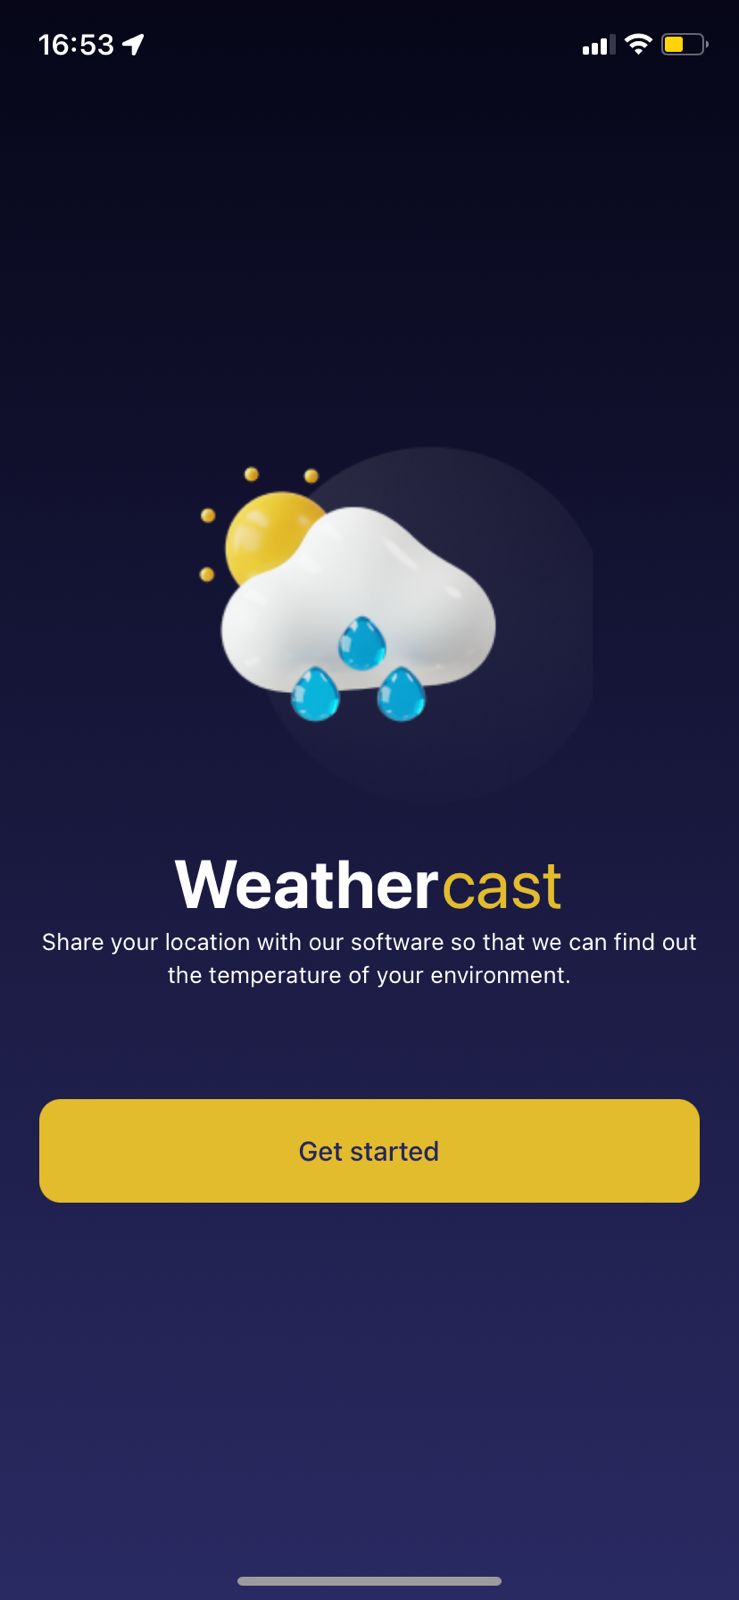 16:53
Weathercast
Share your location with our software so that we can find out
the temperature of your environment.
Get started